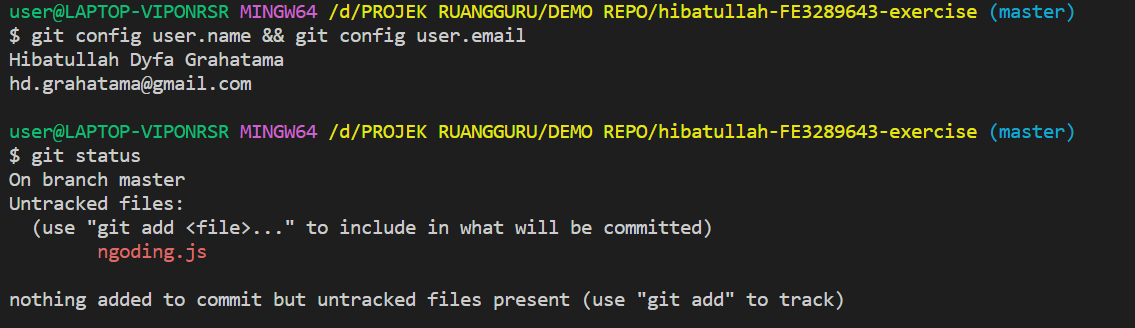 user@LAPTOP-VIPONRSR MINGW64 /d/PROJEK RUANGGURU/DEMO REPO/hibatullah-FE3289643-exercise (master)
$ git config user.name && git config user.email
Hibatullah Dyfa Grahatama
hd.grahatama@gmail.com
user@LAPTOP-VIPONRSR MINGW64 /d/PROJEK RUANGGURU/DEMO REPO/hibatullah-FE3289643-exercise (master)
$ git status
On branch master
Untracked files:
(use "git add <file>..." to include in what will be committed)
ngoding.js
nothing added to commit but untracked files present (use "git add" to track)